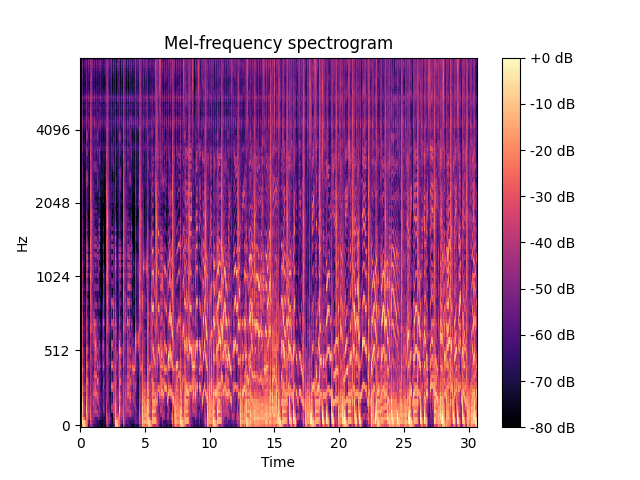 Mel-frequency spectrogram
+0 dB
-10 dB
-20 dB
-30 dB
-40 dB
-50 dB
-60 dB
-70 dB
-80 dB
Hz
4096
2048
1024
512
0
0 5 10 15 20 25 30
Time